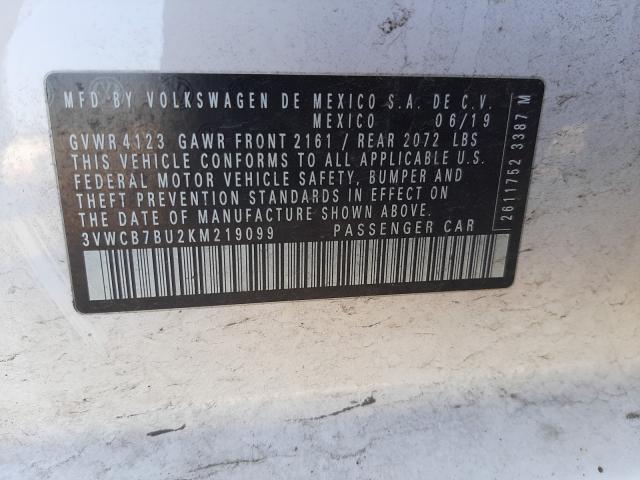 MFD BY VOLKSWAGEN DE MEXICO S.A. DE C.V.
MEXICO 06/19
GVWR 4123 GAWR FRONT 2161 / REAR 2072 LBS
THIS VEHICLE CONFORMS TO ALL APPLICABLE U.S.
FEDERAL MOTOR VEHICLE SAFETY, BUMPER AND
THEFT PREVENTION STANDARDS IN EFFECT ON
THE DATE OF MANUFACTURE SHOWN ABOVE.
3VWCB7BU2KM219099 PASSENGER CAR
2611752 3387 M